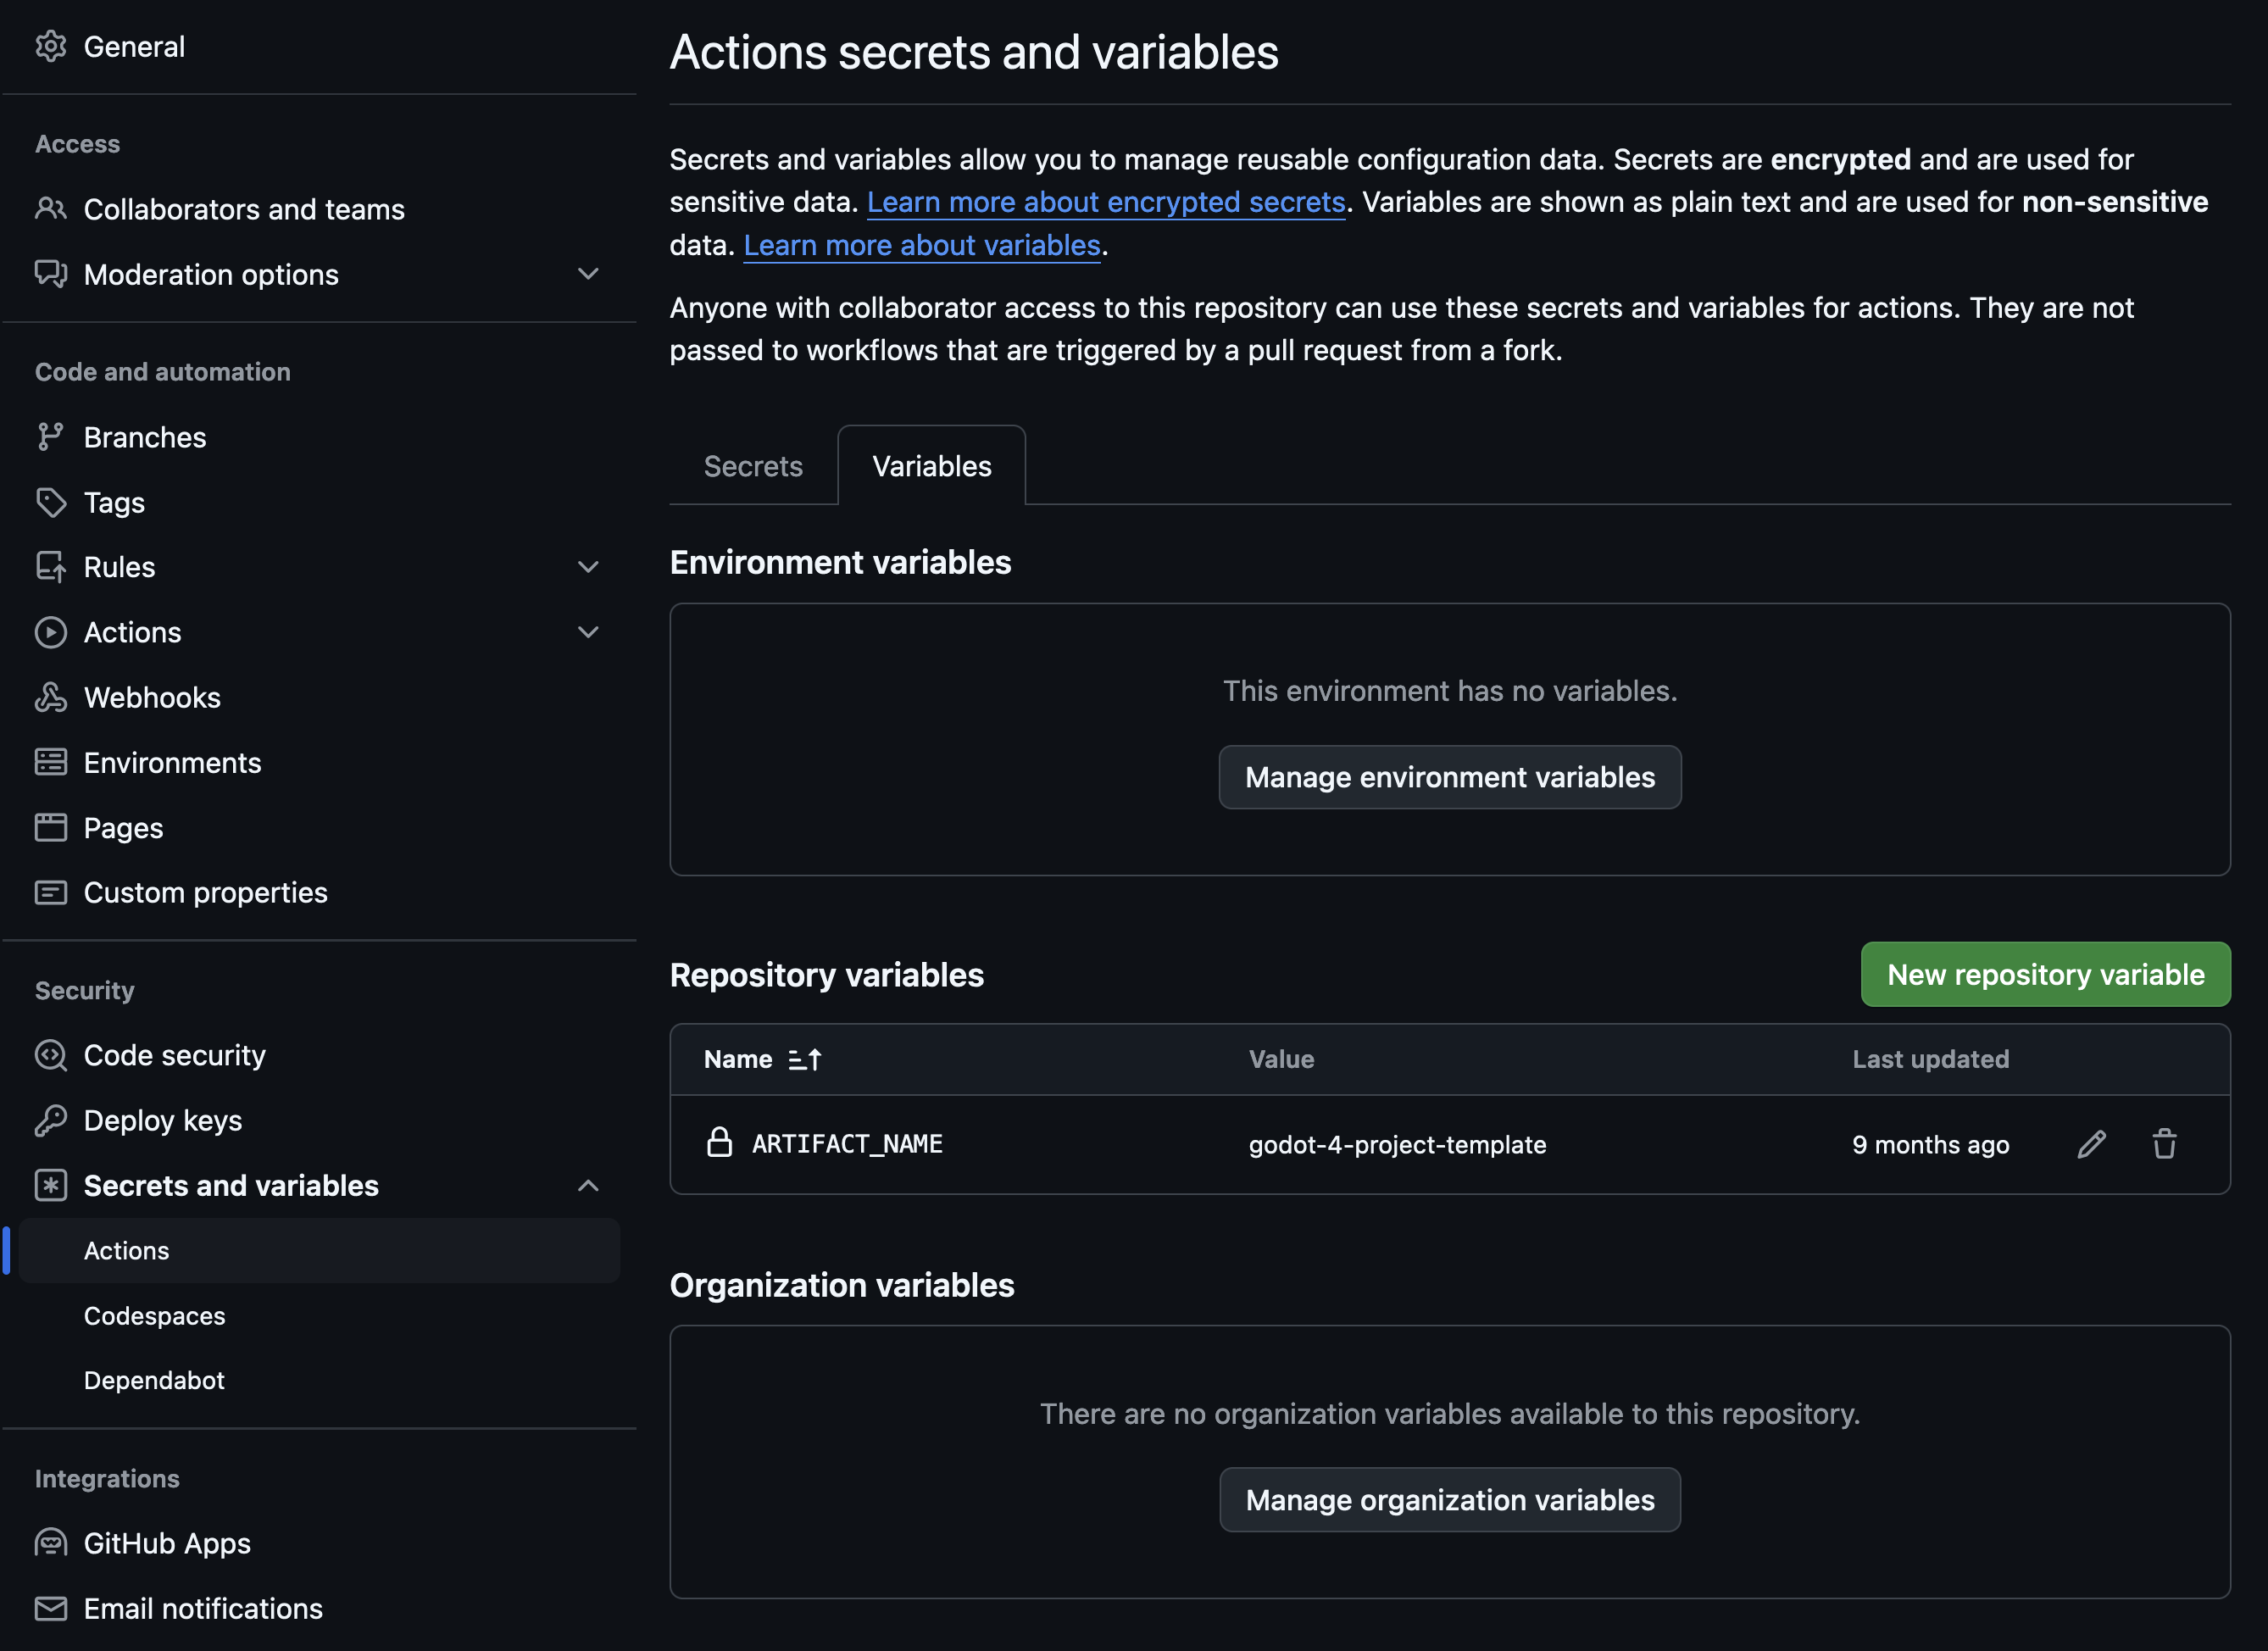 General
Access
Collaborators and teams
Moderation options
Code and automation
Branches
Tags
Rules
Actions
Webhooks
Environments
Pages
Custom properties
Security
Code security
Deploy keys
Secrets and variables
Actions
Codespaces
Dependabot
Integrations
GitHub Apps
Email notifications
Actions secrets and variables
Secrets and variables allow you to manage reusable configuration data. Secrets are encrypted and are used for
sensitive data. Learn more about encrypted secrets. Variables are shown as plain text and are used for non-sensitive
data. Learn more about variables.
Anyone with collaborator access to this repository can use these secrets and variables for actions. They are not
passed to workflows that are triggered by a pull request from a fork.
Secrets Variables
Environment variables
This environment has no variables.
Manage environment variables
Repository variables New repository variable
Name Value Last updated
ARTIFACT_NAME godot-4-project-template 9 months ago
Organization variables
There are no organization variables available to this repository.
Manage organization variables